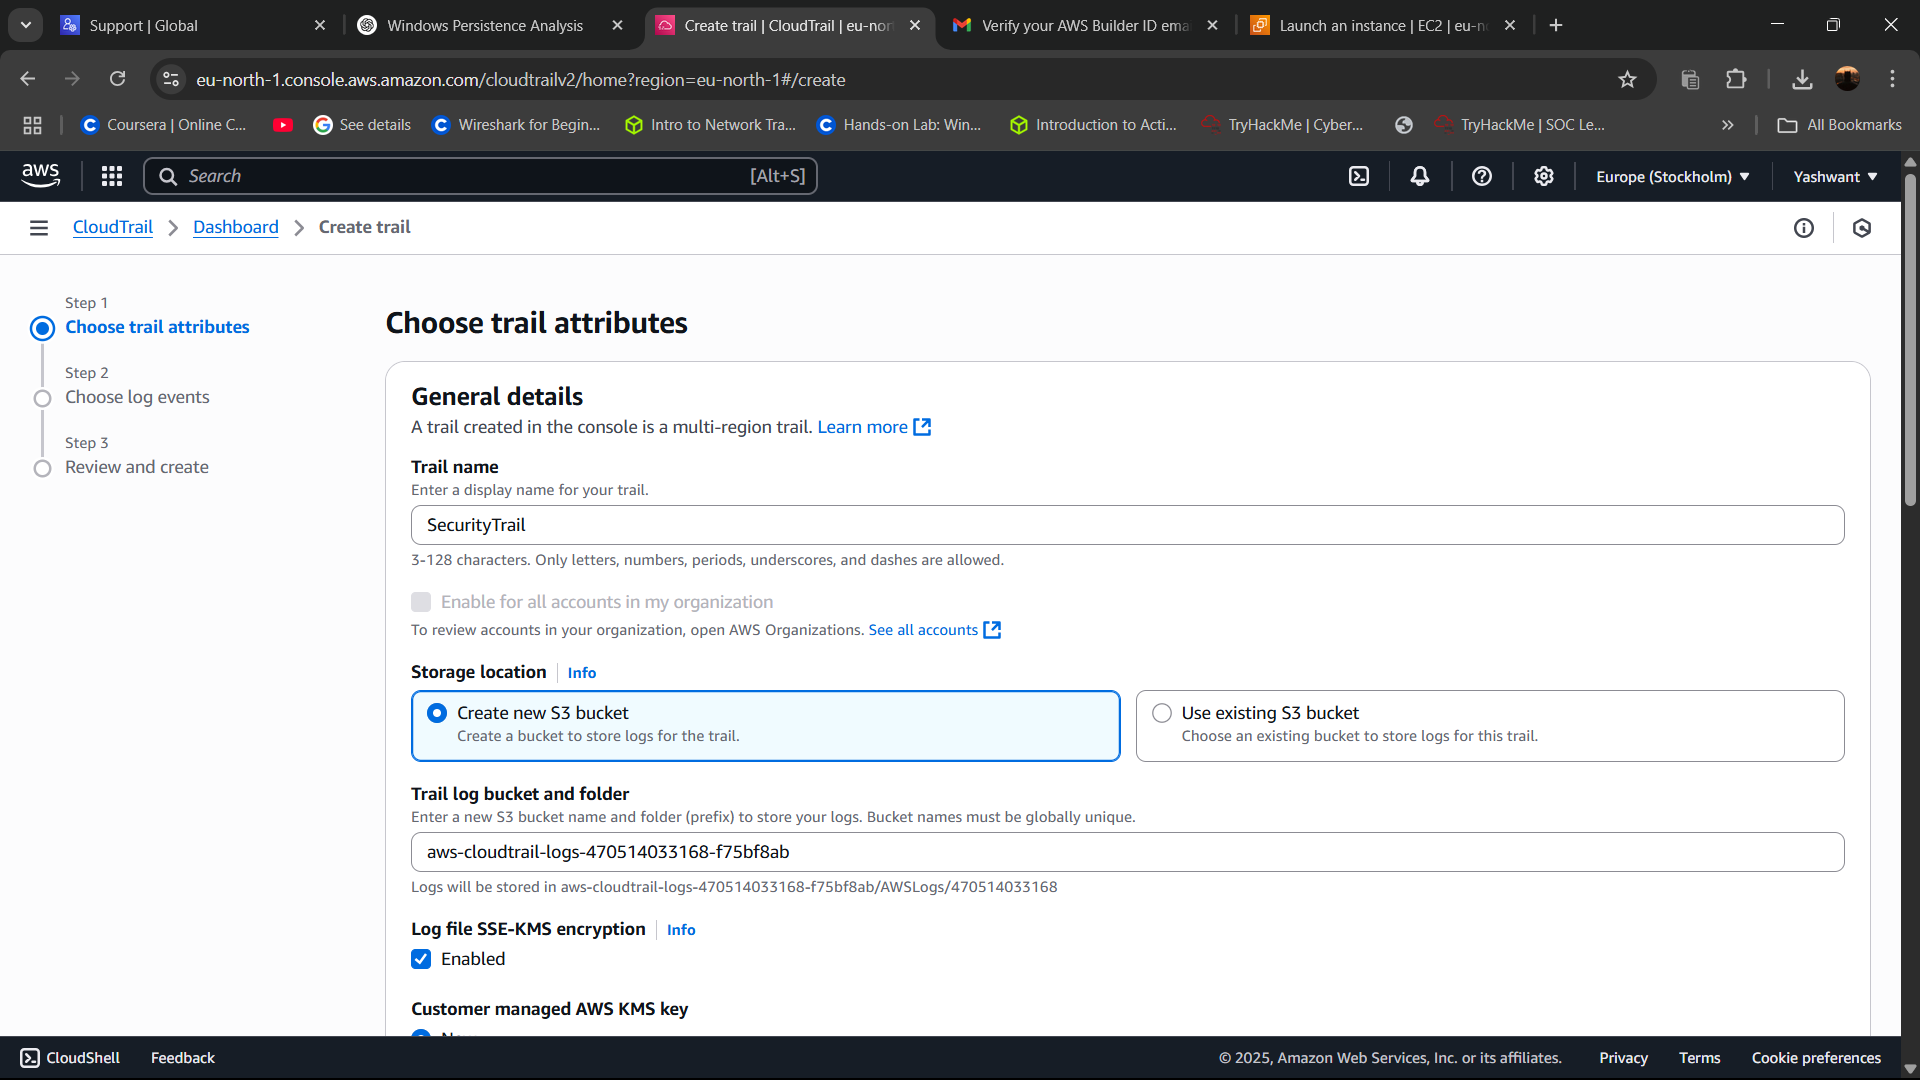 Support | Global
Windows Persistence Analysis
Create trail | CloudTrail | eu-nor
Verify your AWS Builder ID ema
Launch an instance | EC2 | eu-n
eu-north-1.console.aws.amazon.com/cloudtrailv2/home?region=eu-north-1#/create
Coursera | Online C...
See details
Wireshark for Begin...
Intro to Network Tra...
Hands-on Lab: Win...
Introduction to Acti...
TryHackMe | Cyber...
TryHackMe | SOC Le...
All Bookmarks
aws
Search
[Alt+S]
Europe (Stockholm)
Yashwant
CloudTrail
Dashboard
Create trail
Step 1
Choose trail attributes
Step 2
Choose log events
Step 3
Review and create
Choose trail attributes
General details
A trail created in the console is a multi-region trail. Learn more
Trail name
Enter a display name for your trail.
SecurityTrail
3-128 characters. Only letters, numbers, periods, underscores, and dashes are allowed.
Enable for all accounts in my organization
To review accounts in your organization, open AWS Organizations. See all accounts
Storage location
Info
Create new S3 bucket
Create a bucket to store logs for the trail.
Use existing S3 bucket
Choose an existing bucket to store logs for this trail.
Trail log bucket and folder
Enter a new S3 bucket name and folder (prefix) to store your logs. Bucket names must be globally unique.
aws-cloudtrail-logs-470514033168-f75bf8ab
Logs will be stored in aws-cloudtrail-logs-470514033168-f75bf8ab/AWSLogs/470514033168
Log file SSE-KMS encryption
Info
Enabled
Customer managed AWS KMS key
CloudShell
Feedback
© 2025, Amazon Web Services, Inc. or its affiliates.
Privacy
Terms
Cookie preferences